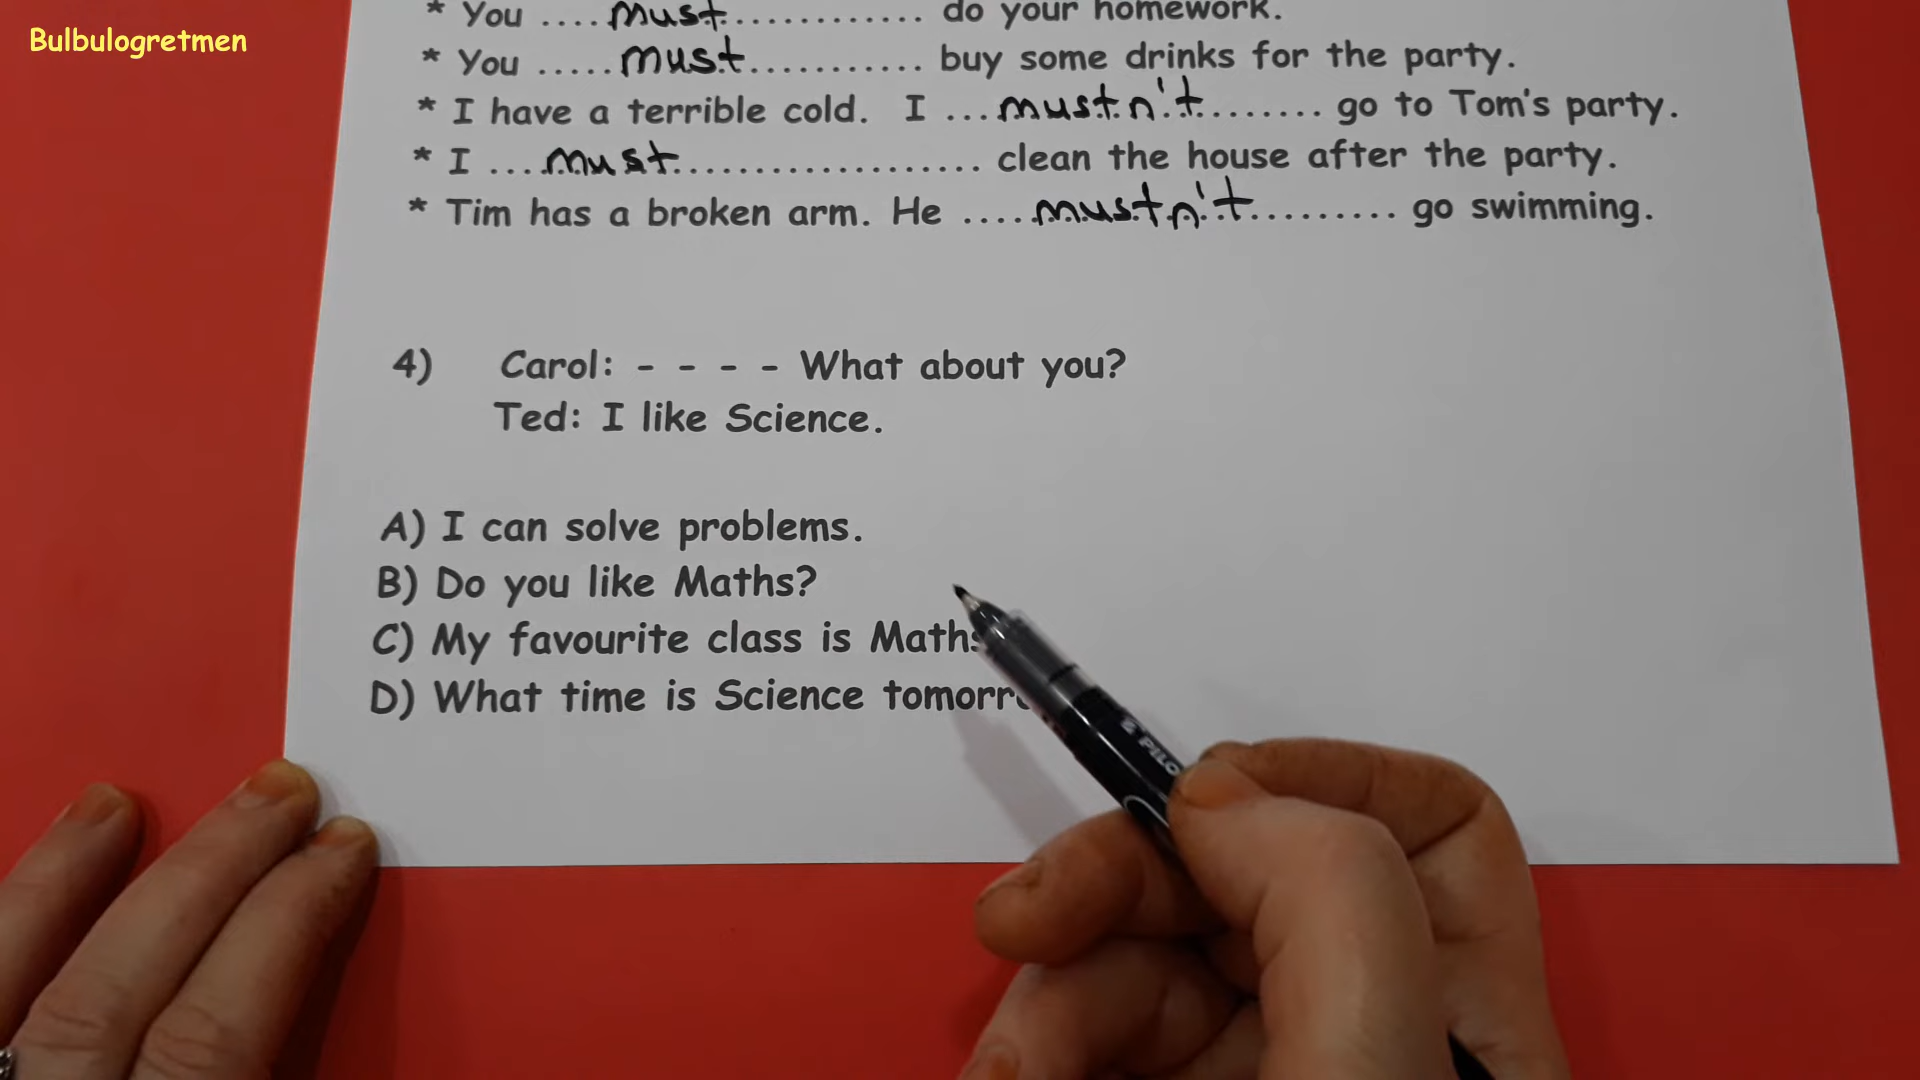 Bulbulogretmen
* You ....must............. do your homework.
* You .....must............ buy some drinks for the party.
* I have a terrible cold. I ...mustn't........ go to Tom's party.
* I ....must................... clean the house after the party.
* Tim has a broken arm. He .....mustn't......... go swimming.
4) Carol: - - - - What about you?
Ted: I like Science.
A) I can solve problems.
B) Do you like Maths?
C) My favourite class is Maths
D) What time is Science
PILO